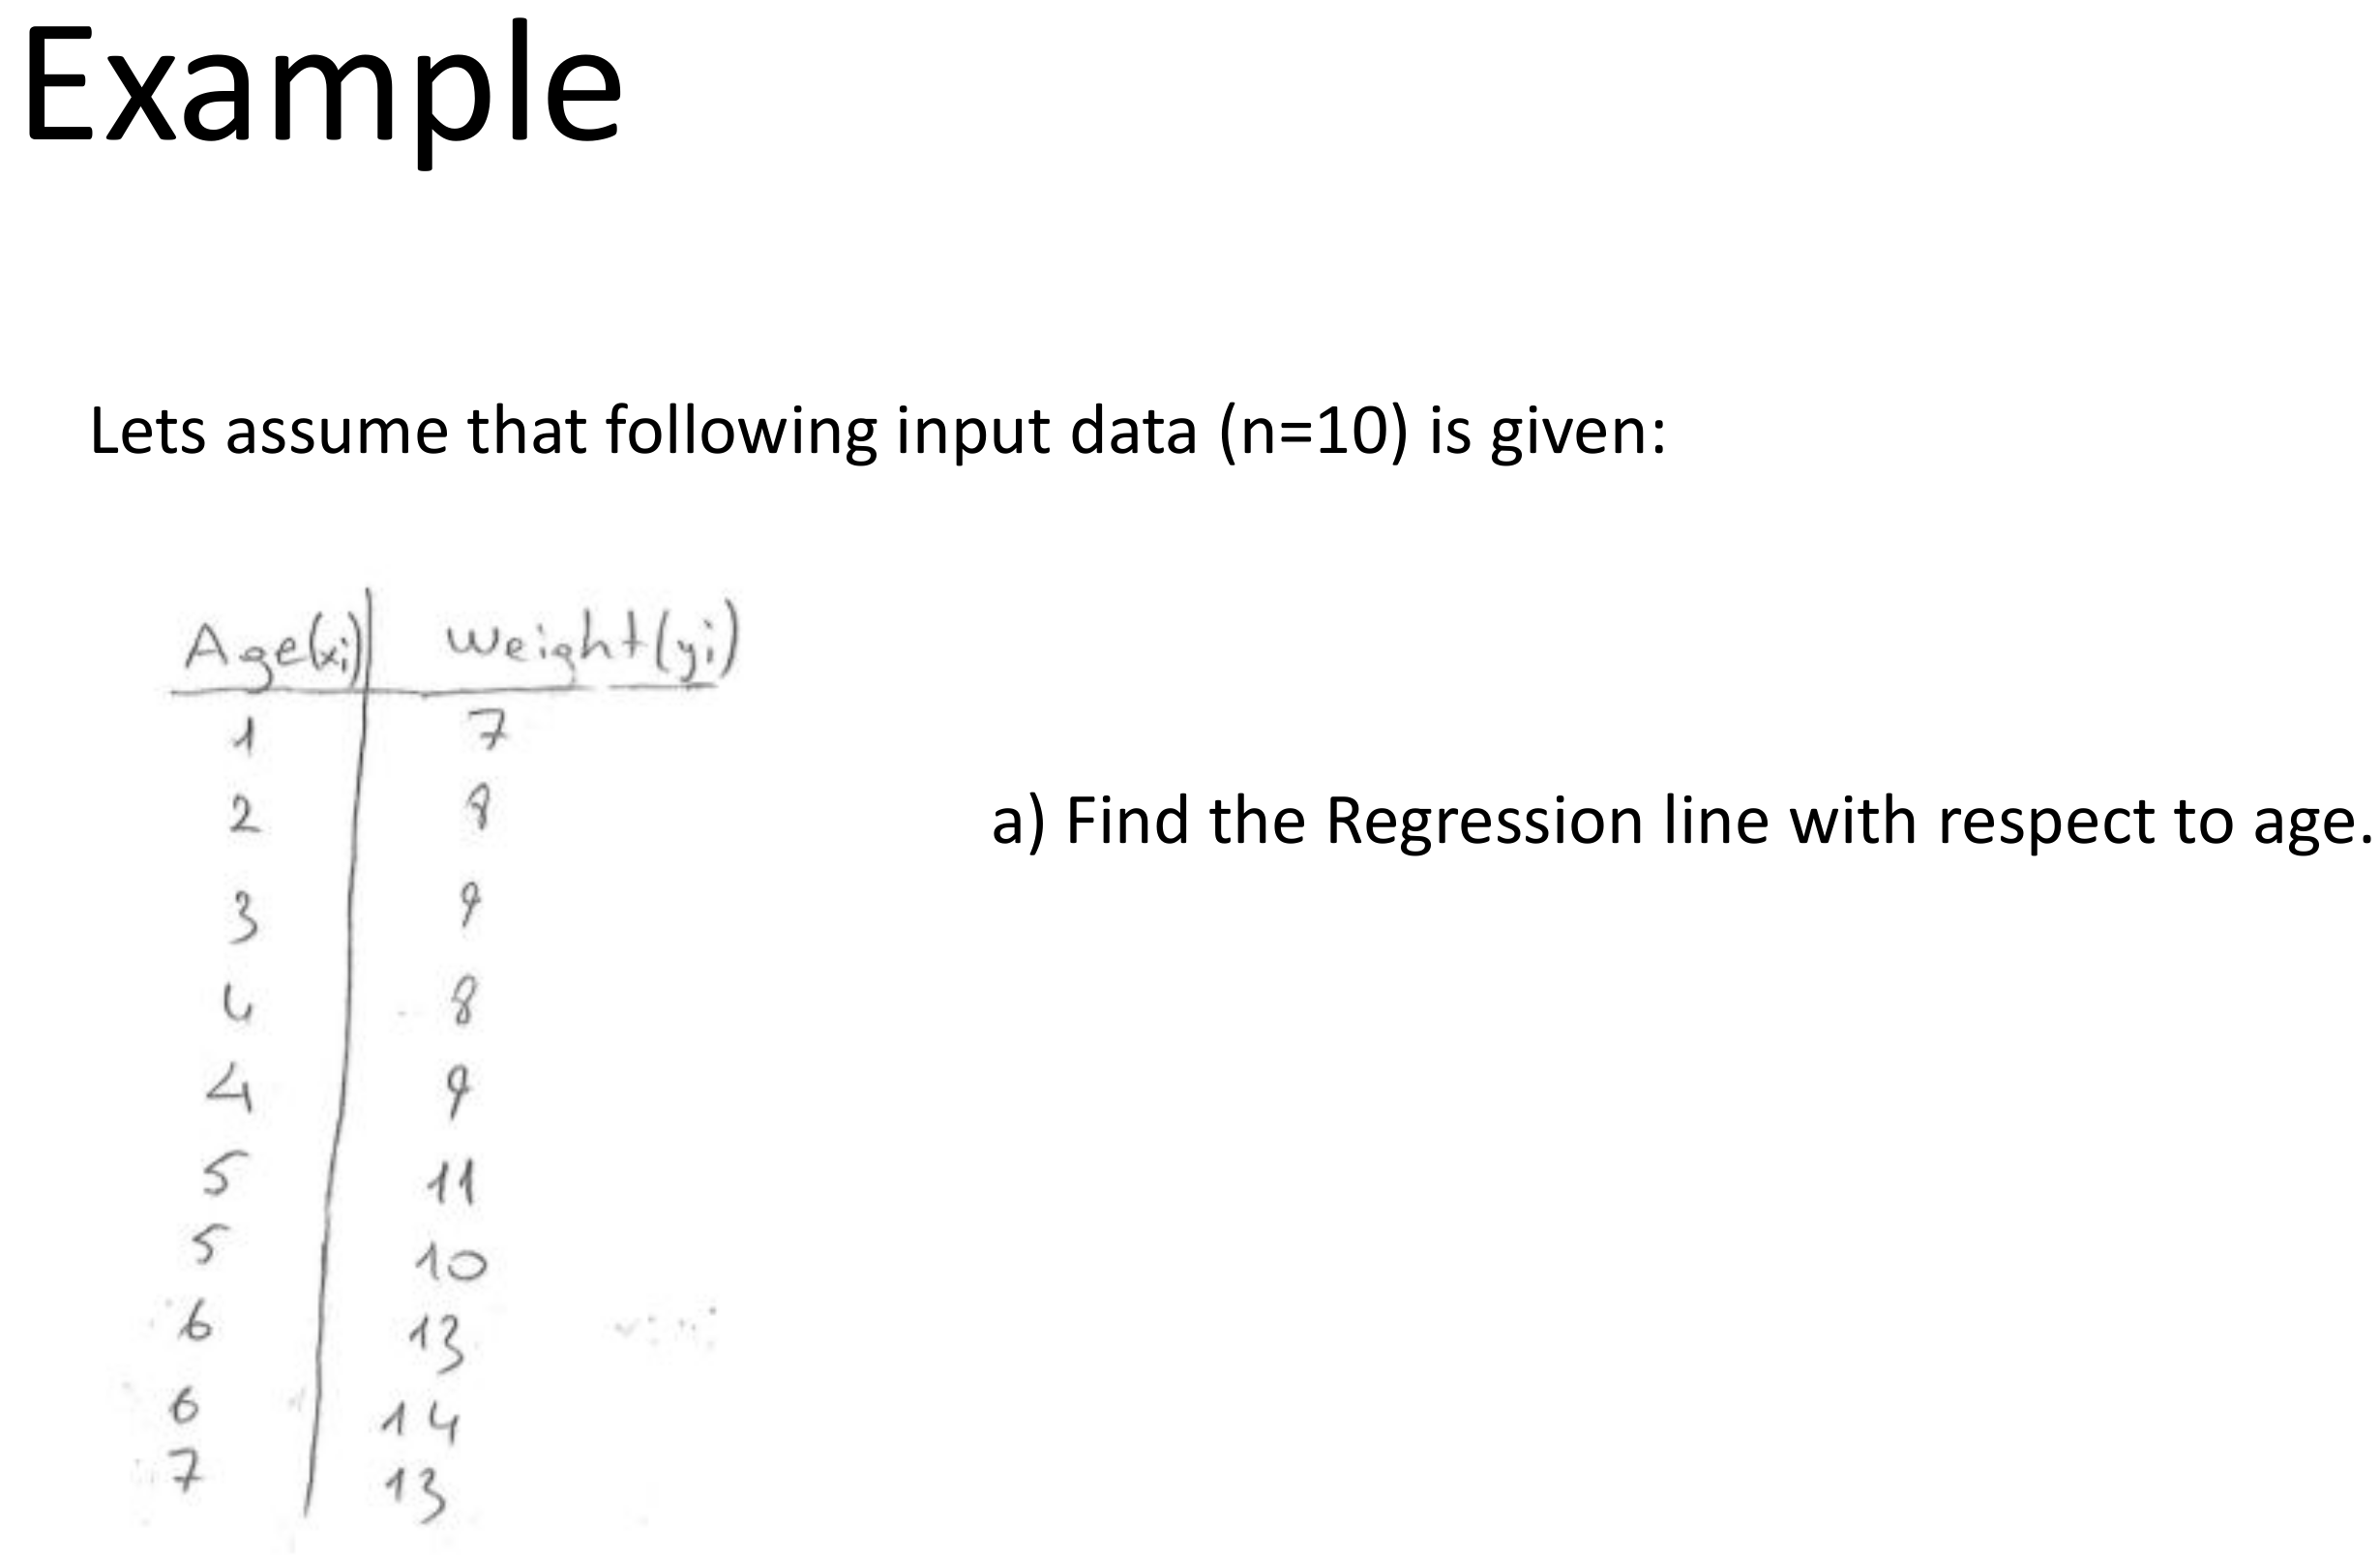 Example
Lets assume that following input data (n=10) is given:
Age(xi) weight(yi)
1 7
2 8
3 9
a) Find the Regression line with respect to age.
4 8
4 9
5 11
5 10
6 13
6 14
7 13